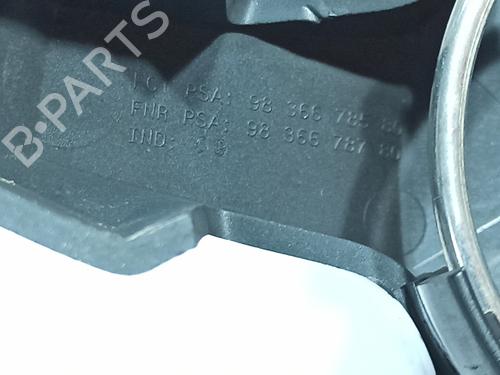 B-PARTS
PSA: 98 366 785 80
FNR PSA: 98 366 787 80
IND: